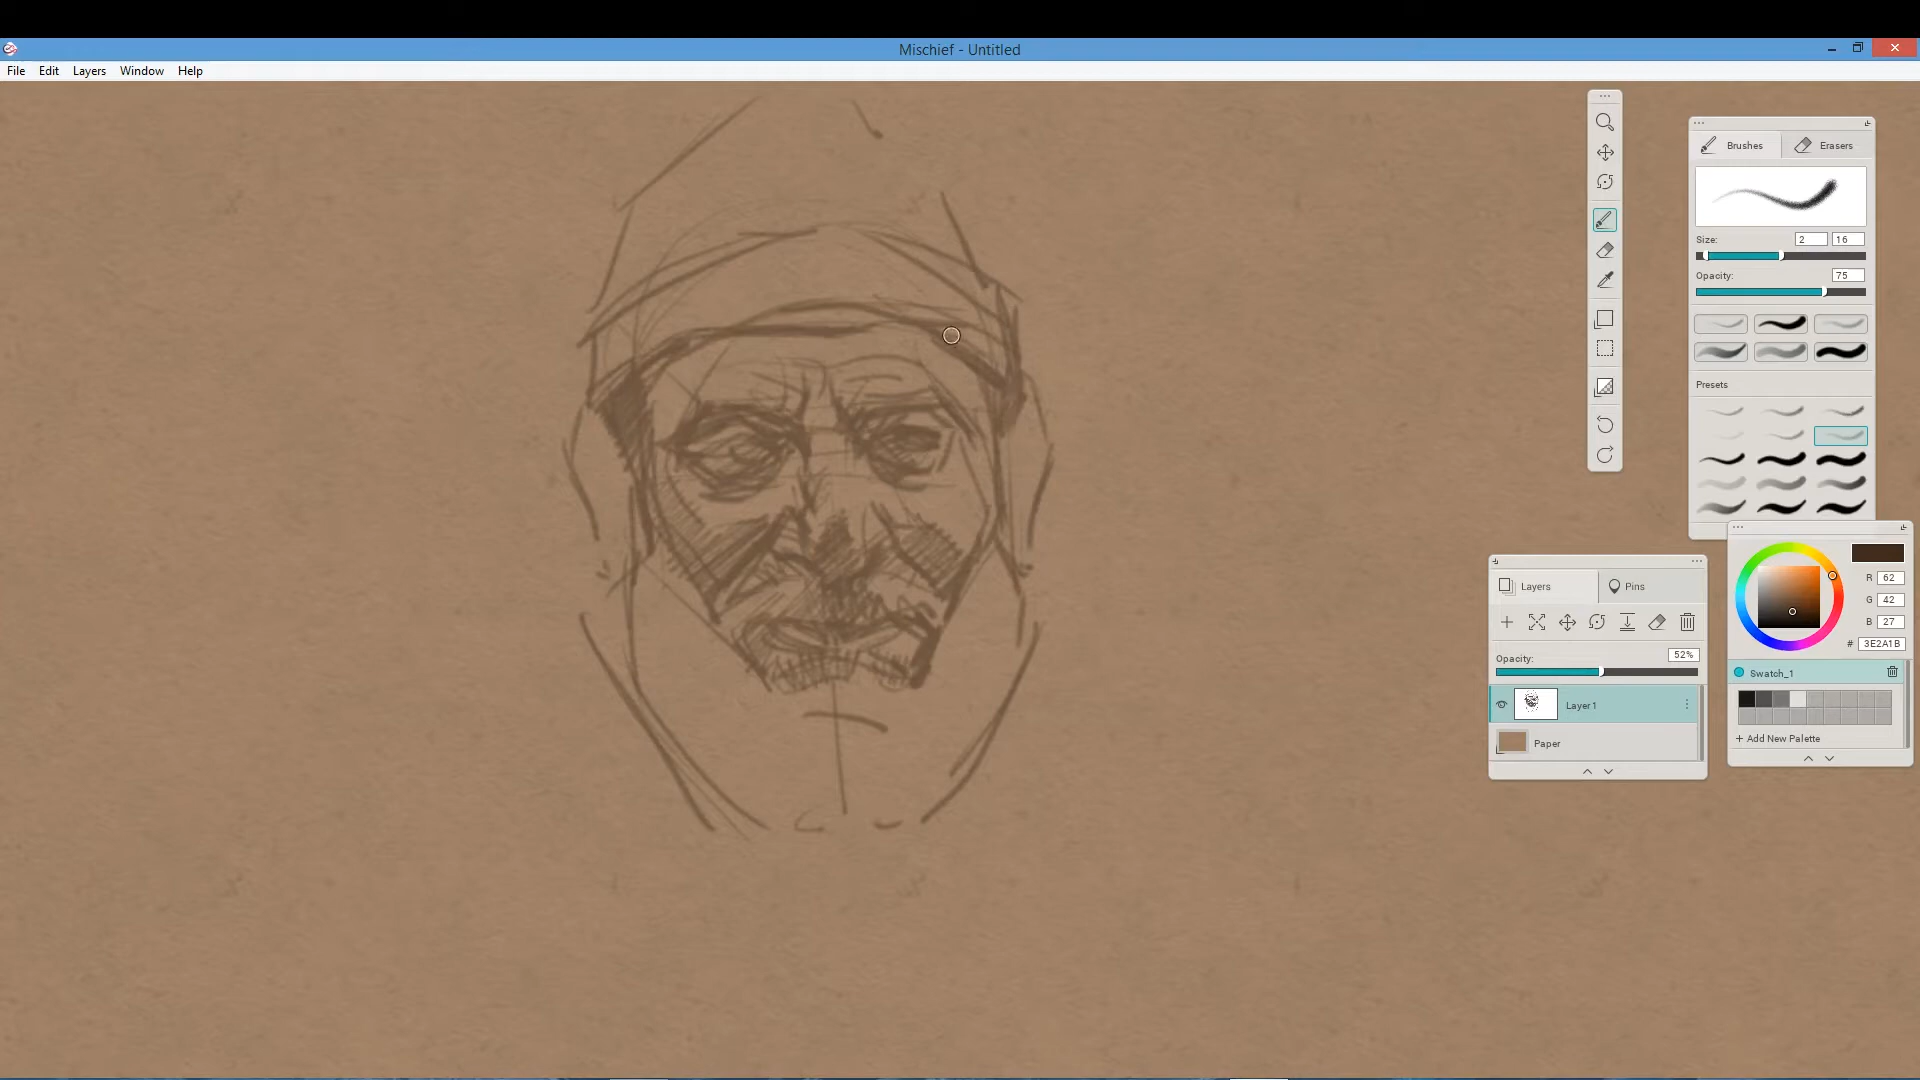 Mischief - Untitled
File Edit Layers Window Help
Brushes Erasers
Size: 2 16
Opacity: 75
Presets
Layers Pins
Opacity: 52%
Layer 1
Paper
R 62
G 42
B 27
# 3E2A1B
Swatch_1
+ Add New Palette